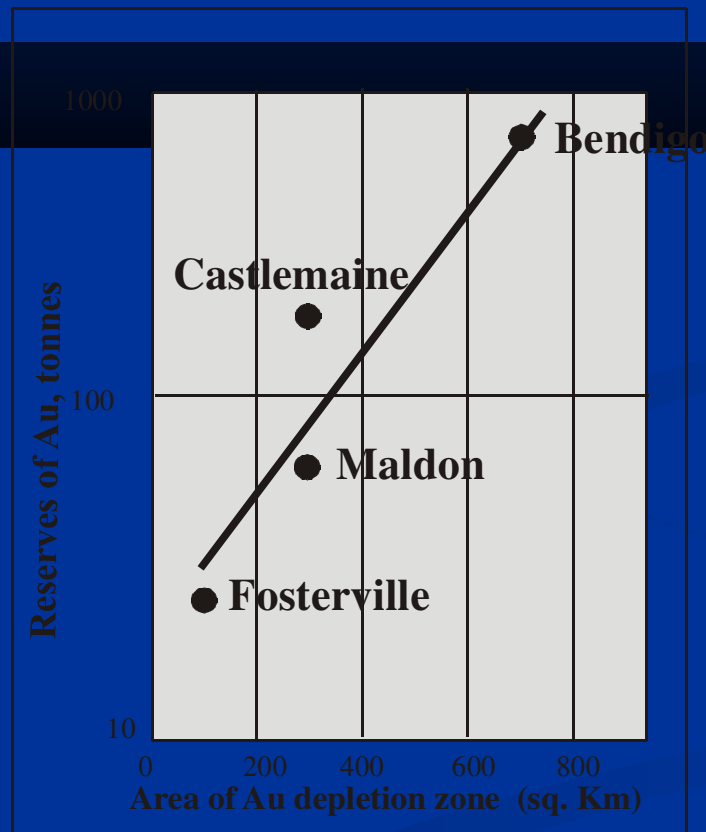 1000
Bendigo
Castlemaine
Reserves of Au, tonnes
100
Maldon
Fosterville
10
0 200 400 600 800
Area of Au depletion zone (sq. Km)